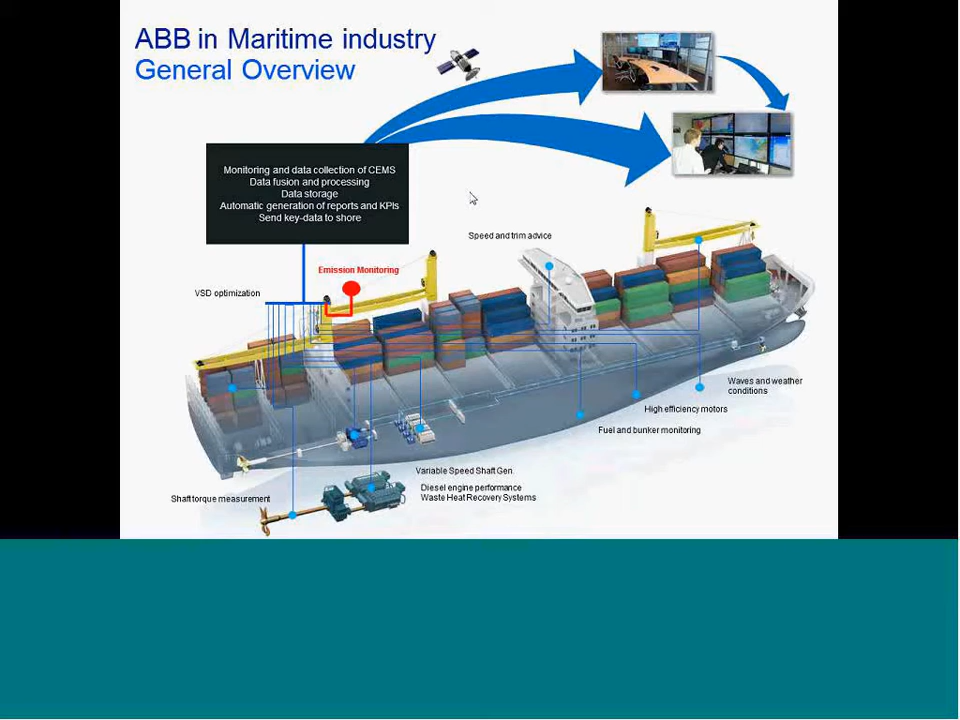 ABB in Maritime industry
General Overview
Monitoring and data collection of CEMS
Data fusion and processing
Data storage
Automatic generation of reports and KPIs
Send key-data to shore
Speed and trim advice
Emission Monitoring
VSD optimization
Waves and weather
conditions
High efficiency motors
Fuel and bunker monitoring
Variable Speed Shaft Gen.
Diesel engine performance
Waste Heat Recovery Systems
Shaft torque measurement